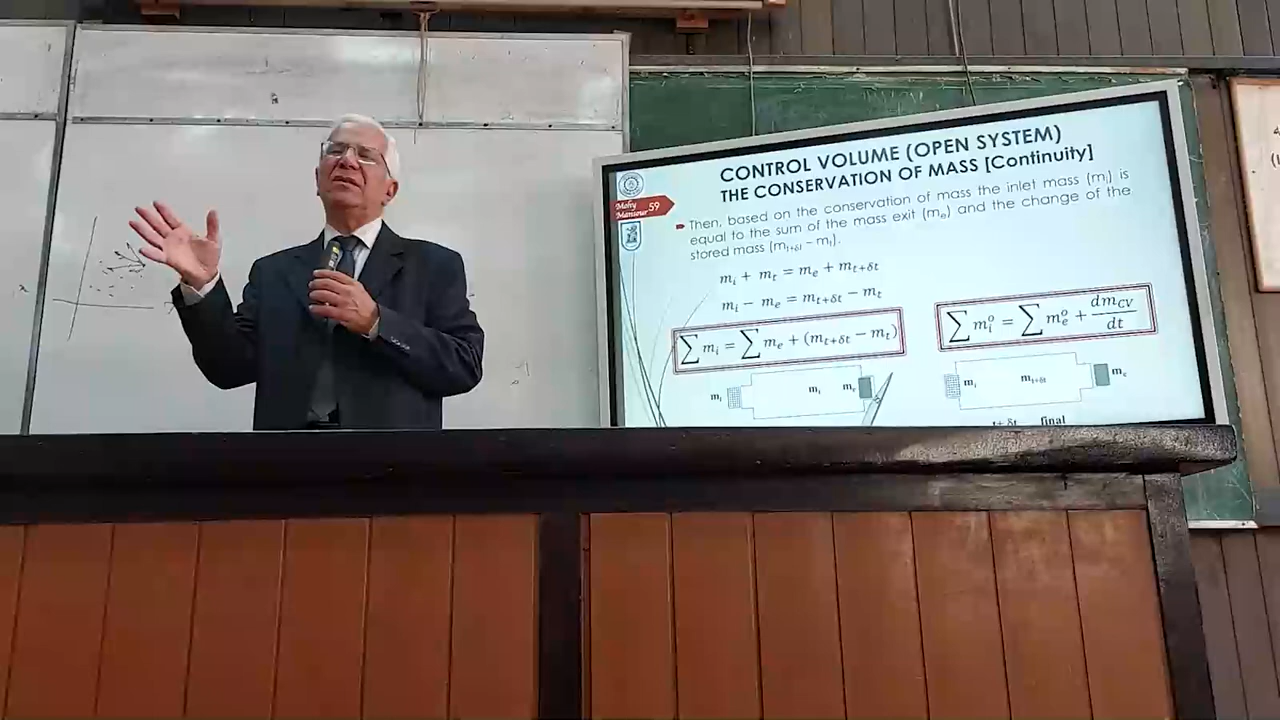 CONTROL VOLUME (OPEN SYSTEM)
THE CONSERVATION OF MASS [Continuity]
Mohy
Mansour
59
Then, based on the conservation of mass the inlet mass (mᵢ) is
equal to the sum of the mass exit (mₑ) and the change of the
stored mass (mₜ₊δₜ – mₜ).
mᵢ + mₜ = mₑ + mₜ₊δₜ
mᵢ − mₑ = mₜ₊δₜ − mₜ
∑ mᵢ = ∑ mₑ + (mₜ₊δₜ − mₜ)
∑ mᵢ° = ∑ mₑ° + dm_CV/dt
mᵢ mₜ mₑ
mᵢ mₜ₊δₜ mₑ
t+ δt final